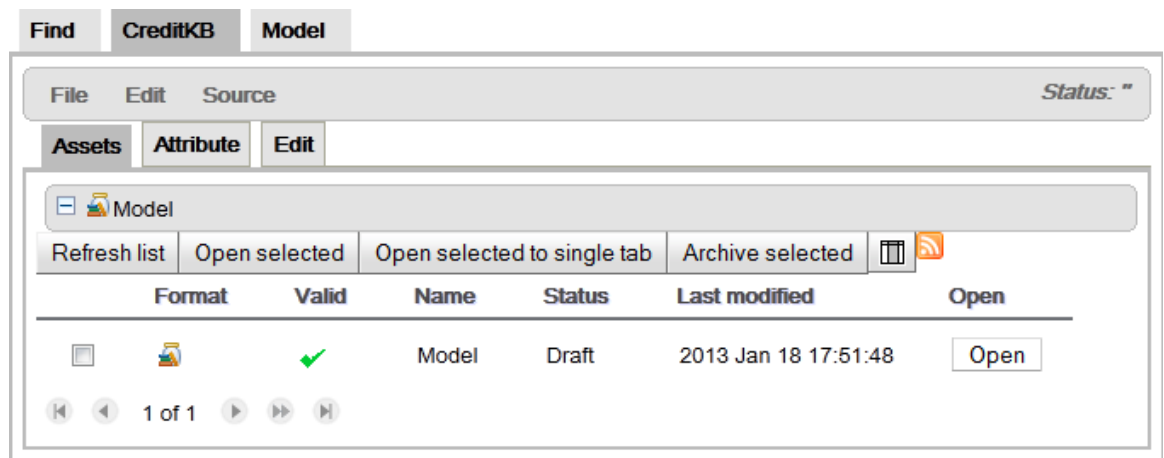 Find CreditKB Model
File Edit Source Status: ''
Assets Attribute Edit
Model
Refresh list Open selected Open selected to single tab Archive selected
Format Valid Name Status Last modified Open
Model Draft 2013 Jan 18 17:51:48 Open
1 of 1